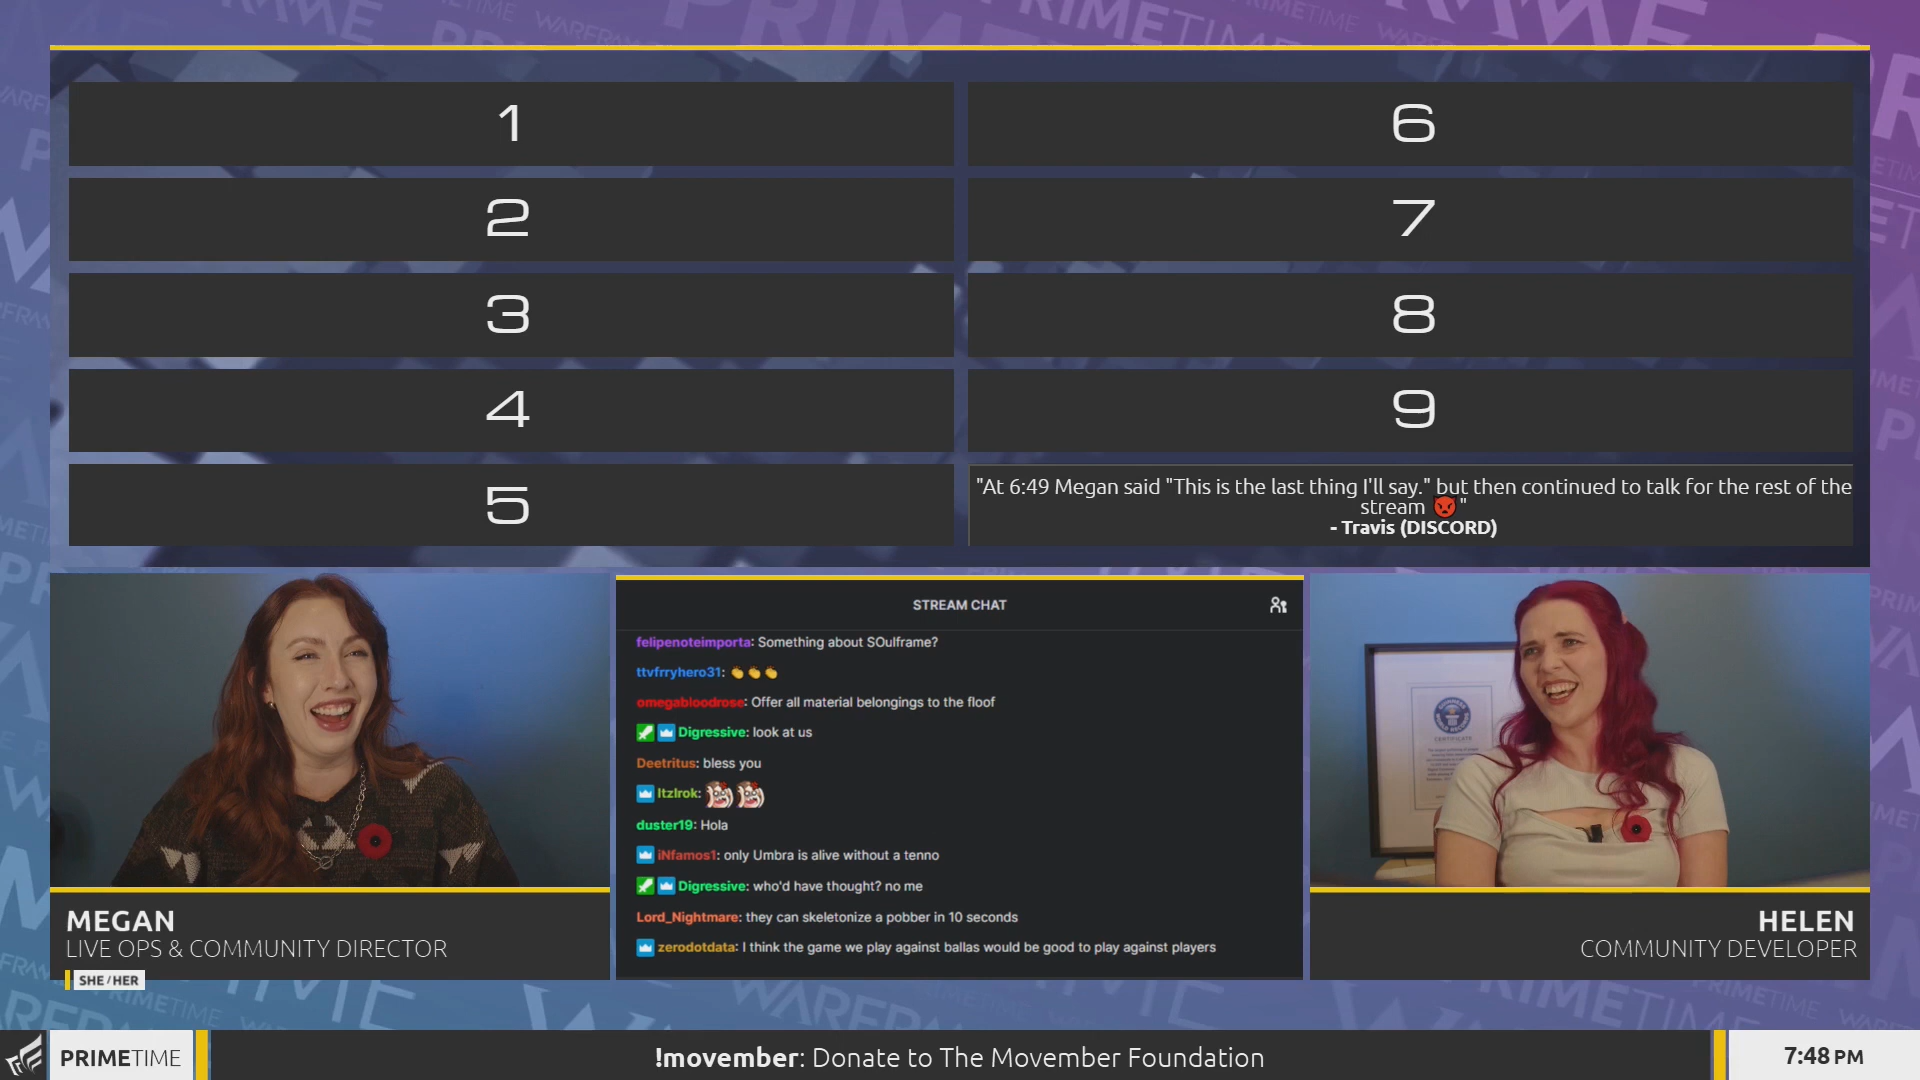 1
2
3
4
5
6
7
8
9
"At 6:49 Megan said "This is the last thing I'll say." but then continued to talk for the rest of the
stream 👿"
- Travis (DISCORD)
STREAM CHAT
felipenoteimporta: Something about SOulframe?
ttvfrryhero31: 👏 👏 👏
omegabloodrose: Offer all material belongings to the floof
Digressive: look at us
Deetritus: bless you
ItzIrok:
duster19: Hola
iNfamos1: only Umbra is alive without a tenno
Digressive: who'd have thought? no me
Lord_Nightmare: they can skeletonize a pobber in 10 seconds
zerodotdata: I think the game we play against ballas would be good to play against players
MEGAN
LIVE OPS & COMMUNITY DIRECTOR
SHE/HER
HELEN
COMMUNITY DEVELOPER
PRIMETIME
!movember: Donate to The Movember Foundation
7:48 PM